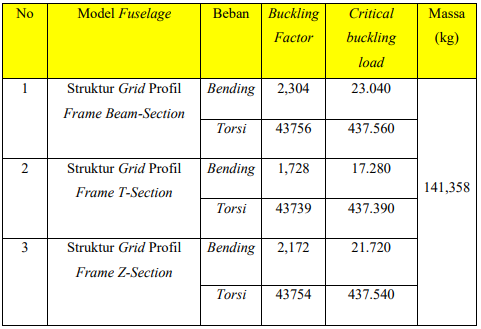 No Model Fuselage Beban Buckling Factor Critical buckling load Massa (kg)
1 Struktur Grid Profil Frame Beam-Section Bending 2,304 23.040
Torsi 43756 437.560
2 Struktur Grid Profil Frame T-Section Bending 1,728 17.280
141,358
Torsi 43739 437.390
3 Struktur Grid Profil Frame Z-Section Bending 2,172 21.720
Torsi 43754 437.540